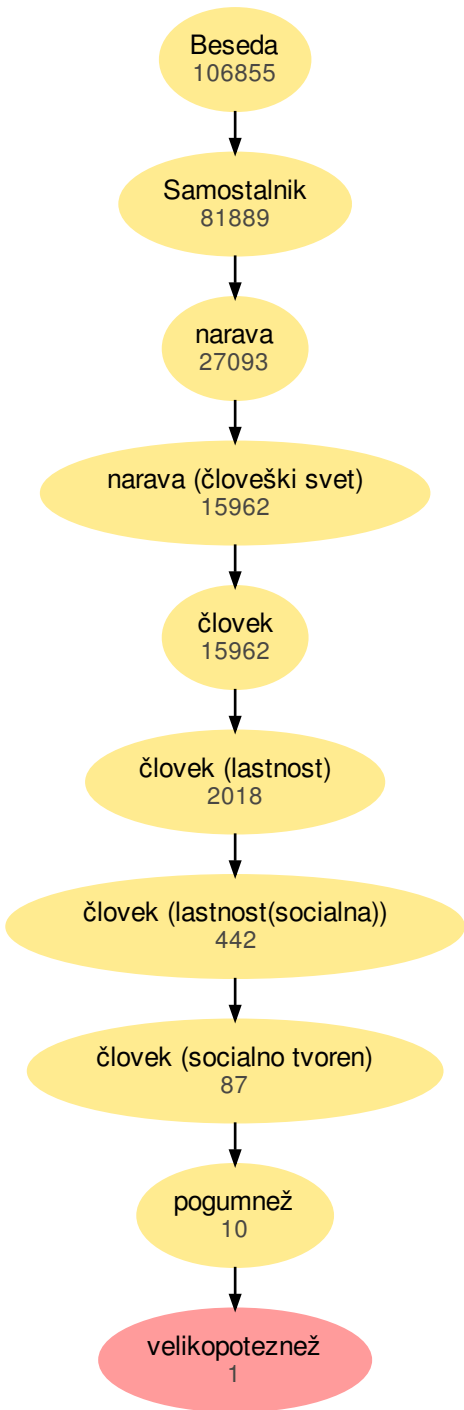 Beseda
106855
Samostalnik
81889
narava
27093
narava (človeški svet)
15962
človek
15962
človek (lastnost)
2018
človek (lastnost(socialna))
442
človek (socialno tvoren)
87
pogumnež
10
velikopoteznež
1